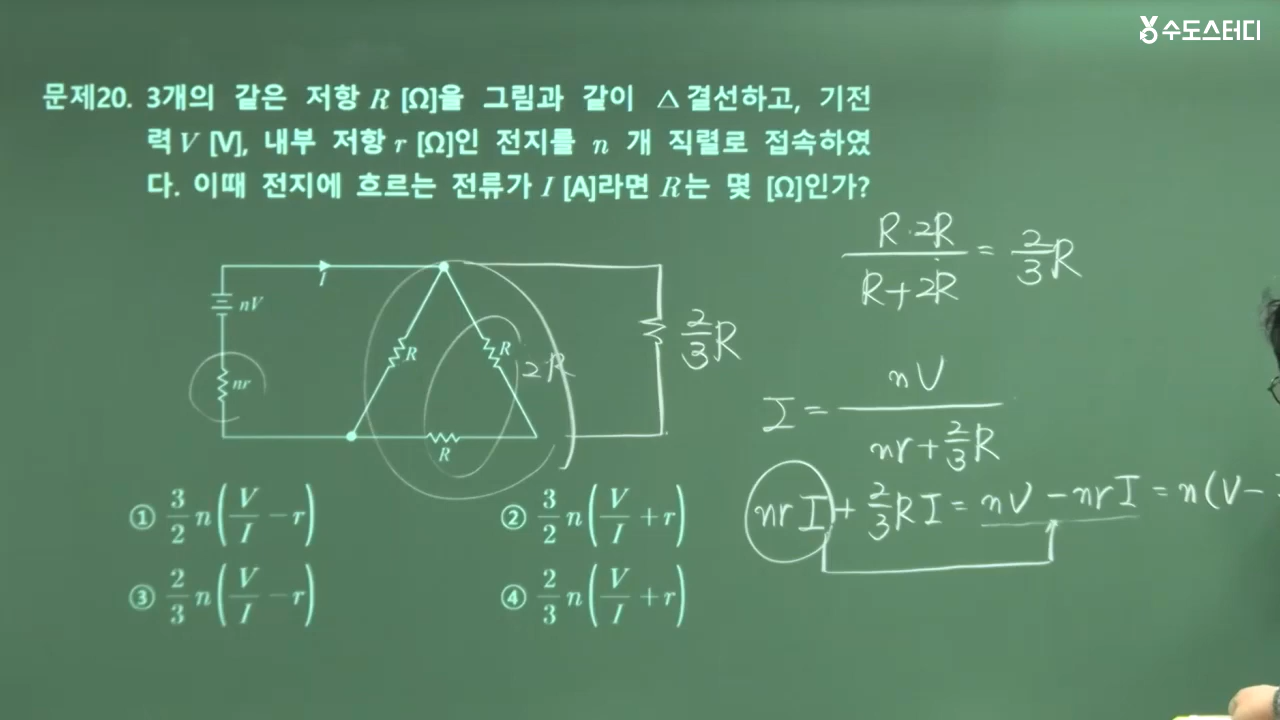 수도스터디
문제20. 3개의 같은 저항 R [Ω]을 그림과 같이 △결선하고, 기전
력 V [V], 내부 저항 r [Ω]인 전지를 n 개 직렬로 접속하였
다. 이때 전지에 흐르는 전류가 I [A]라면 R는 몇 [Ω]인가?
R·2R / R+2R = 2/3 R
I
nV
nr
R
R
2R
R
2/3 R
I = nV / nr + 2/3 R
nrI + 2/3 RI = nV - nrI = n(V -
① 3/2 n(V/I - r)
② 3/2 n(V/I + r)
③ 2/3 n(V/I - r)
④ 2/3 n(V/I + r)